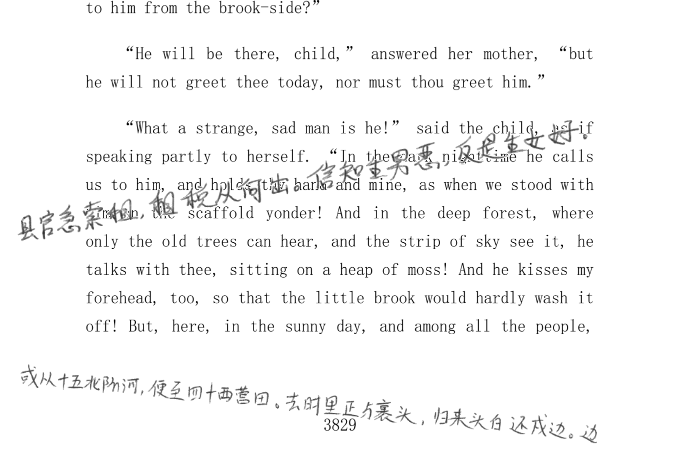 to him from the brook-side?”
“He will be there, child,” answered her mother, “but
he will not greet thee today, nor must thou greet him.”
“What a strange, sad man is he!” said the child, as if
speaking partly to herself. “In the dark nighttime he calls
us to him, and holds thy hand and mine, as when we stood with
him on the scaffold yonder! And in the deep forest, where
only the old trees can hear, and the strip of sky see it, he
talks with thee, sitting on a heap of moss! And he kisses my
forehead, too, so that the little brook would hardly wash it
off! But, here, in the sunny day, and among all the people,
县官急索租,租税从何出。信知生男恶,反是生女好。
或从十五北防河,便至四十西营田。去时里正与裹头,归来头白还戍边。边
3829